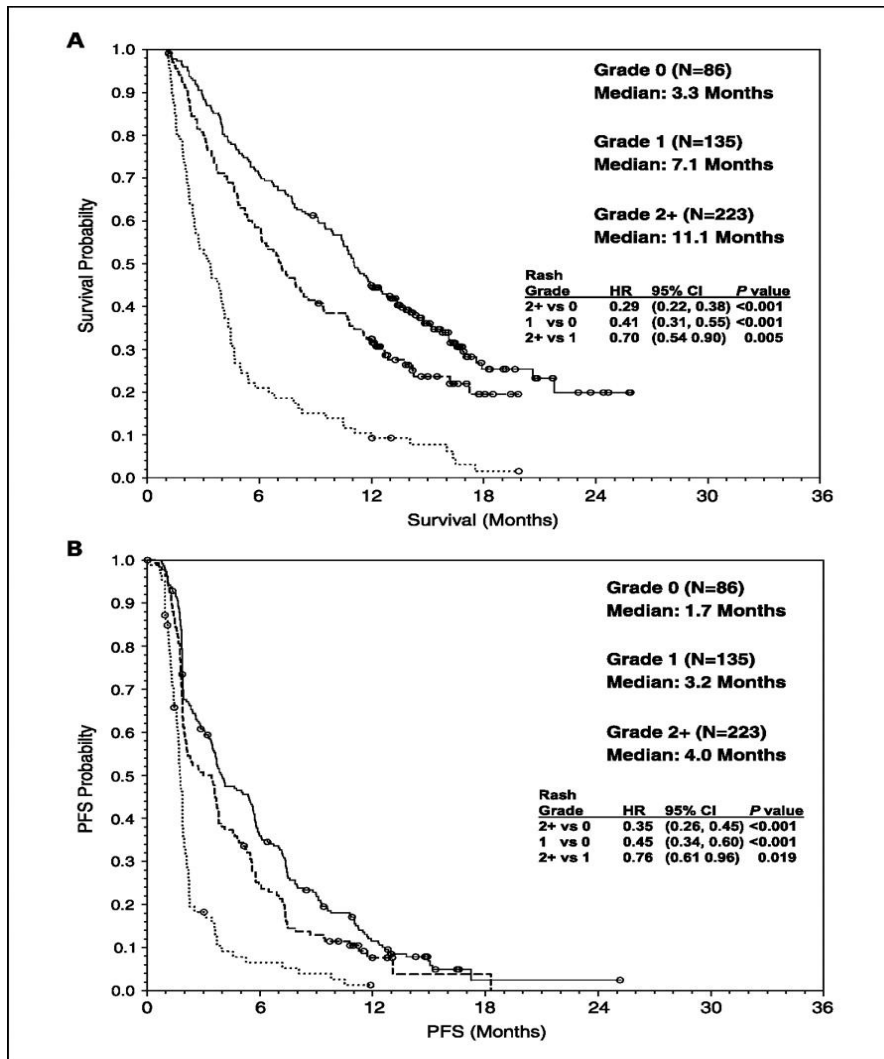 A
1.0
0.9
0.8
0.7
0.6
0.5
0.4
0.3
0.2
0.1
0.0
Survival Probability
Grade 0 (N=86)
Median: 3.3 Months
Grade 1 (N=135)
Median: 7.1 Months
Grade 2+ (N=223)
Median: 11.1 Months
Rash
Grade HR 95% CI P value
2+ vs 0 0.29 (0.22, 0.38) <0.001
1 vs 0 0.41 (0.31, 0.55) <0.001
2+ vs 1 0.70 (0.54 0.90) 0.005
0 6 12 18 24 30 36
Survival (Months)
B
1.0
0.9
0.8
0.7
0.6
0.5
0.4
0.3
0.2
0.1
0.0
PFS Probability
Grade 0 (N=86)
Median: 1.7 Months
Grade 1 (N=135)
Median: 3.2 Months
Grade 2+ (N=223)
Median: 4.0 Months
Rash
Grade HR 95% CI P value
2+ vs 0 0.35 (0.26, 0.45) <0.001
1 vs 0 0.45 (0.34, 0.60) <0.001
2+ vs 1 0.76 (0.61 0.96) 0.019
0 6 12 18 24 30 36
PFS (Months)